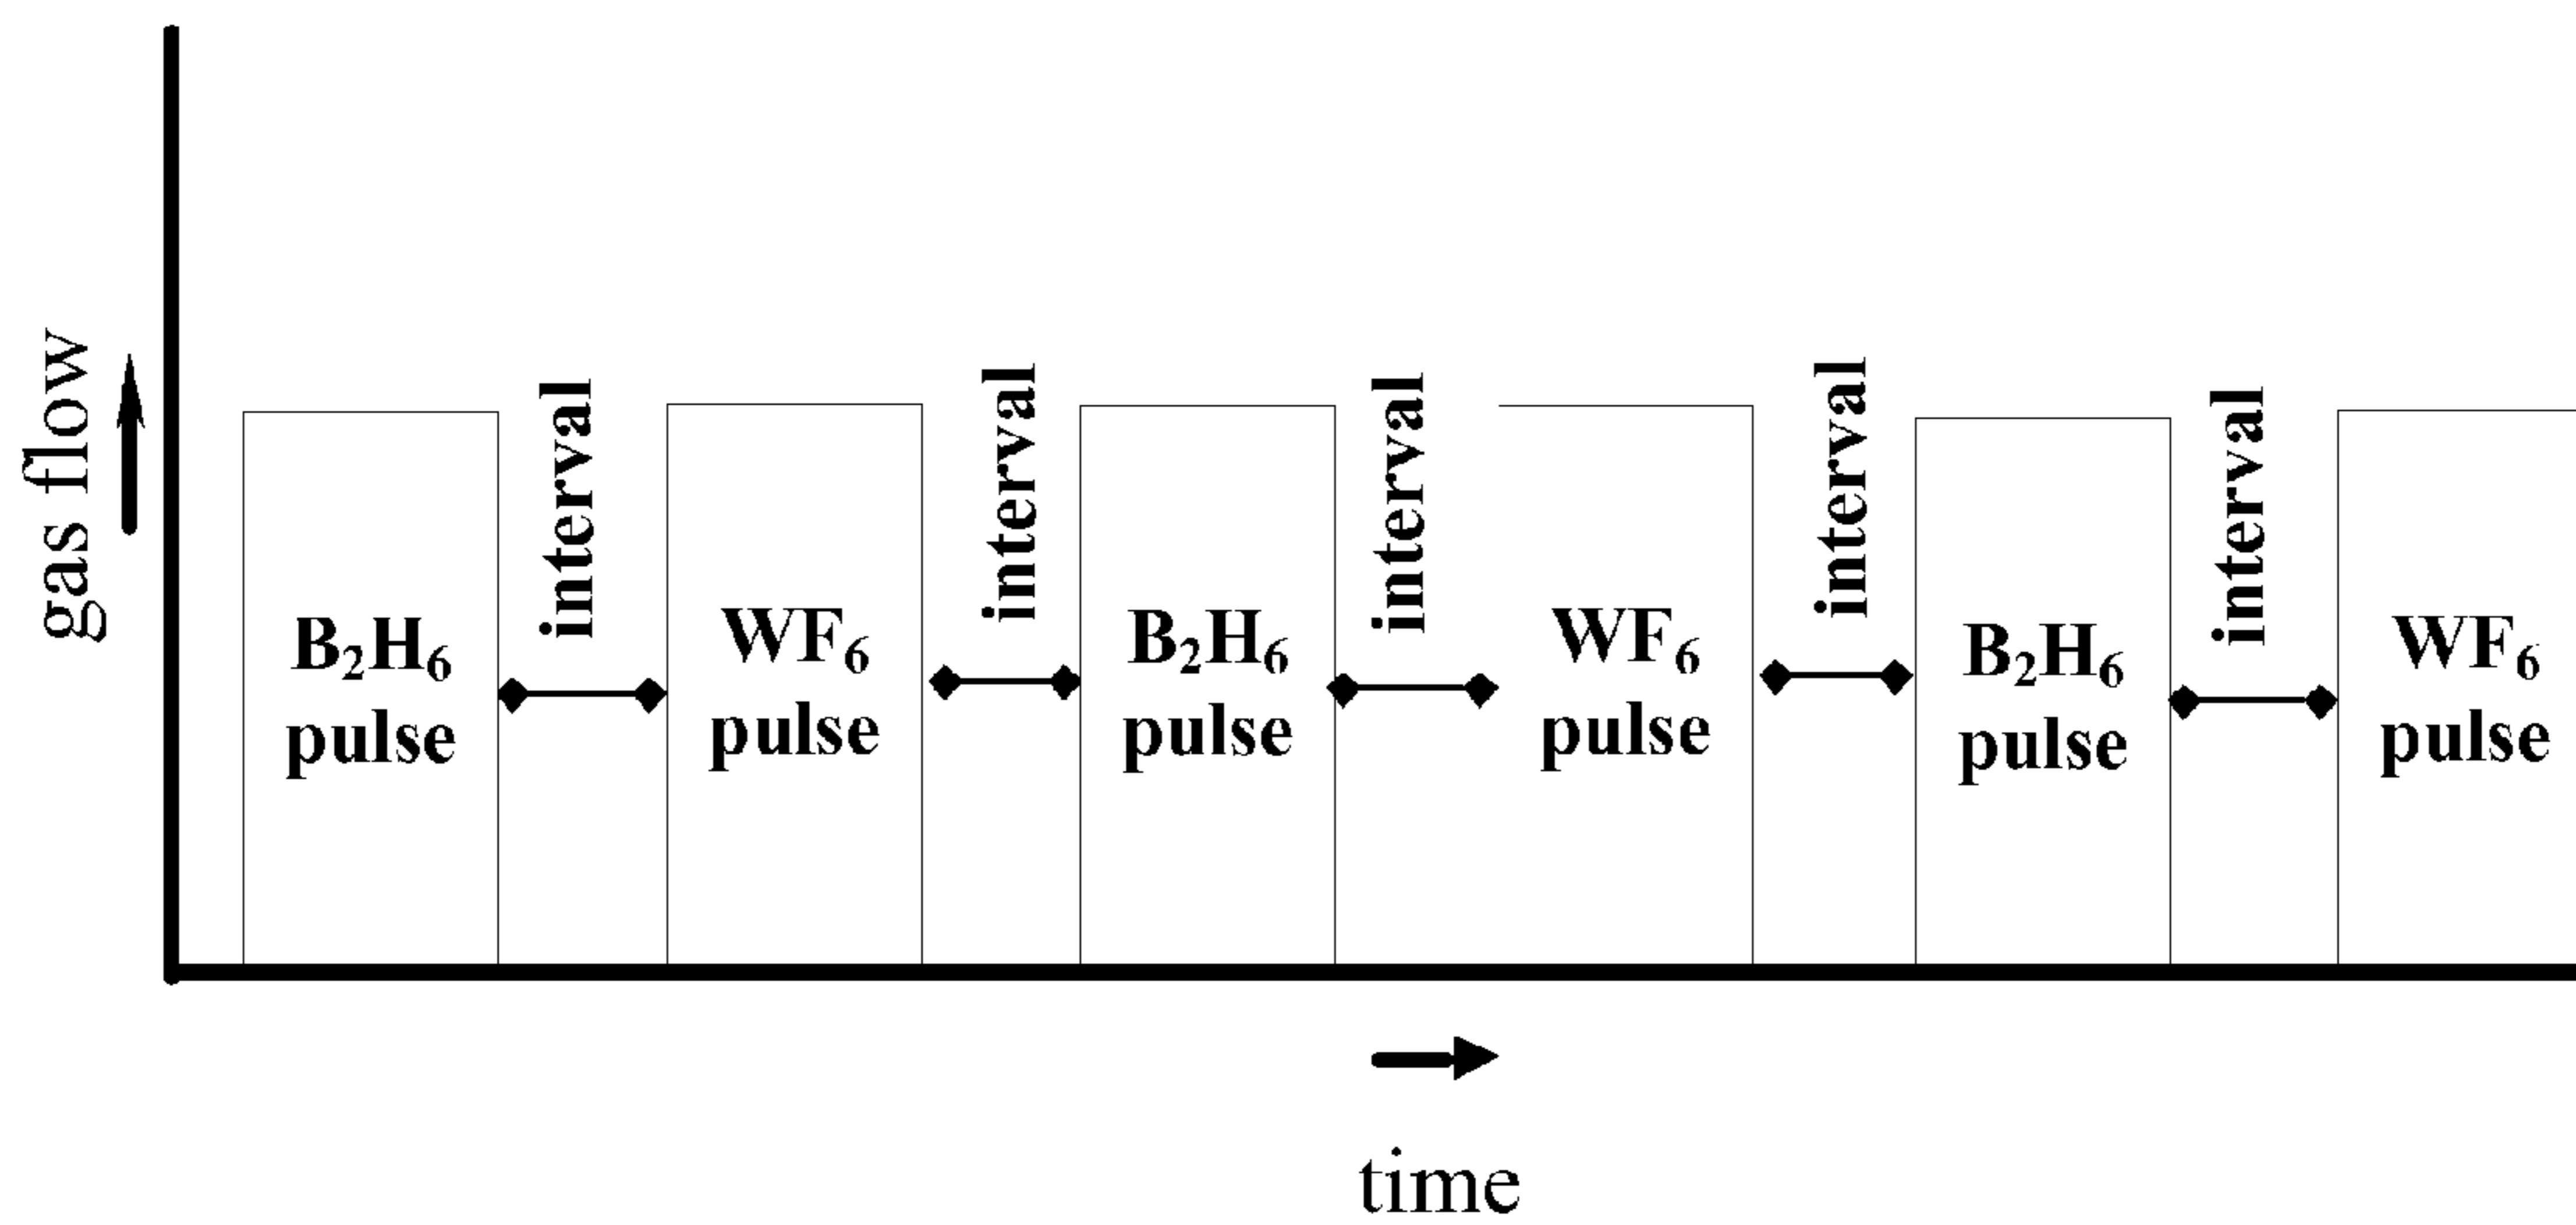 gas flow
B₂H₆
pulse
interval
WF₆
pulse
interval
B₂H₆
pulse
interval
WF₆
pulse
interval
B₂H₆
pulse
interval
WF₆
pulse
time